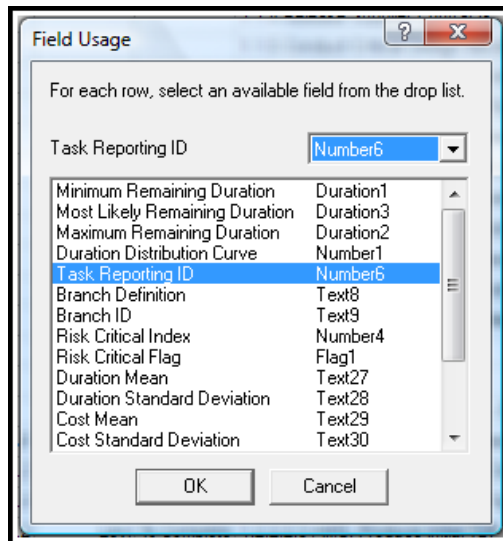 Field Usage
?
For each row, select an available field from the drop list.
Task Reporting ID Number6
Minimum Remaining Duration Duration1
Most Likely Remaining Duration Duration3
Maximum Remaining Duration Duration2
Duration Distribution Curve Number1
Task Reporting ID Number6
Branch Definition Text8
Branch ID Text9
Risk Critical Index Number4
Risk Critical Flag Flag1
Duration Mean Text27
Duration Standard Deviation Text28
Cost Mean Text29
Cost Standard Deviation Text30
OK Cancel